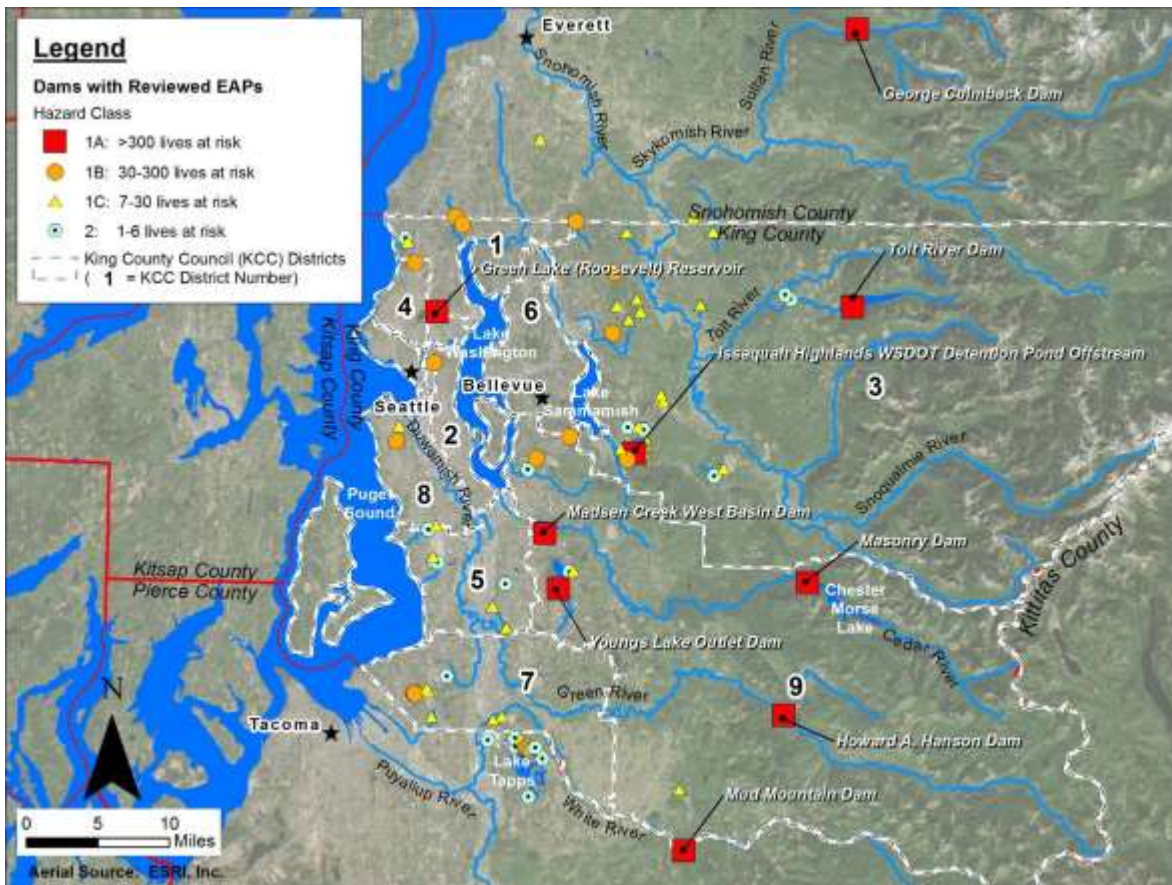 Legend
Dams with Reviewed EAPs
Hazard Class
1A: >300 lives at risk
1B: 30-300 lives at risk
1C: 7-30 lives at risk
2: 1-6 lives at risk
King County Council (KCC) Districts
( 1 = KCC District Number)
Everett
Snohomish River
Sultan River
George Culmback Dam
Skykomish River
Snohomish County
King County
1
Green Lake (Roosevelt) Reservoir
Tolt River Dam
4
6
Tolt River
Lake
Washington
Issaquah Highlands WSDOT Detention Pond Offstream
King County
Kitsap County
3
Bellevue
Lake
Sammamish
Seattle
2
Duwamish River
Snoqualmie River
Puget
Sound
8
Madsen Creek West Basin Dam
Masonry Dam
Kittitas County
Kitsap County
Pierce County
5
Chester
Morse
Lake
Youngs Lake Outlet Dam
Cedar River
7
Green River
9
N
Tacoma
Howard A. Hanson Dam
Lake
Tapps
Puyallup River
White River
Mud Mountain Dam
0 5 10
Miles
Aerial Source: ESRI, Inc.